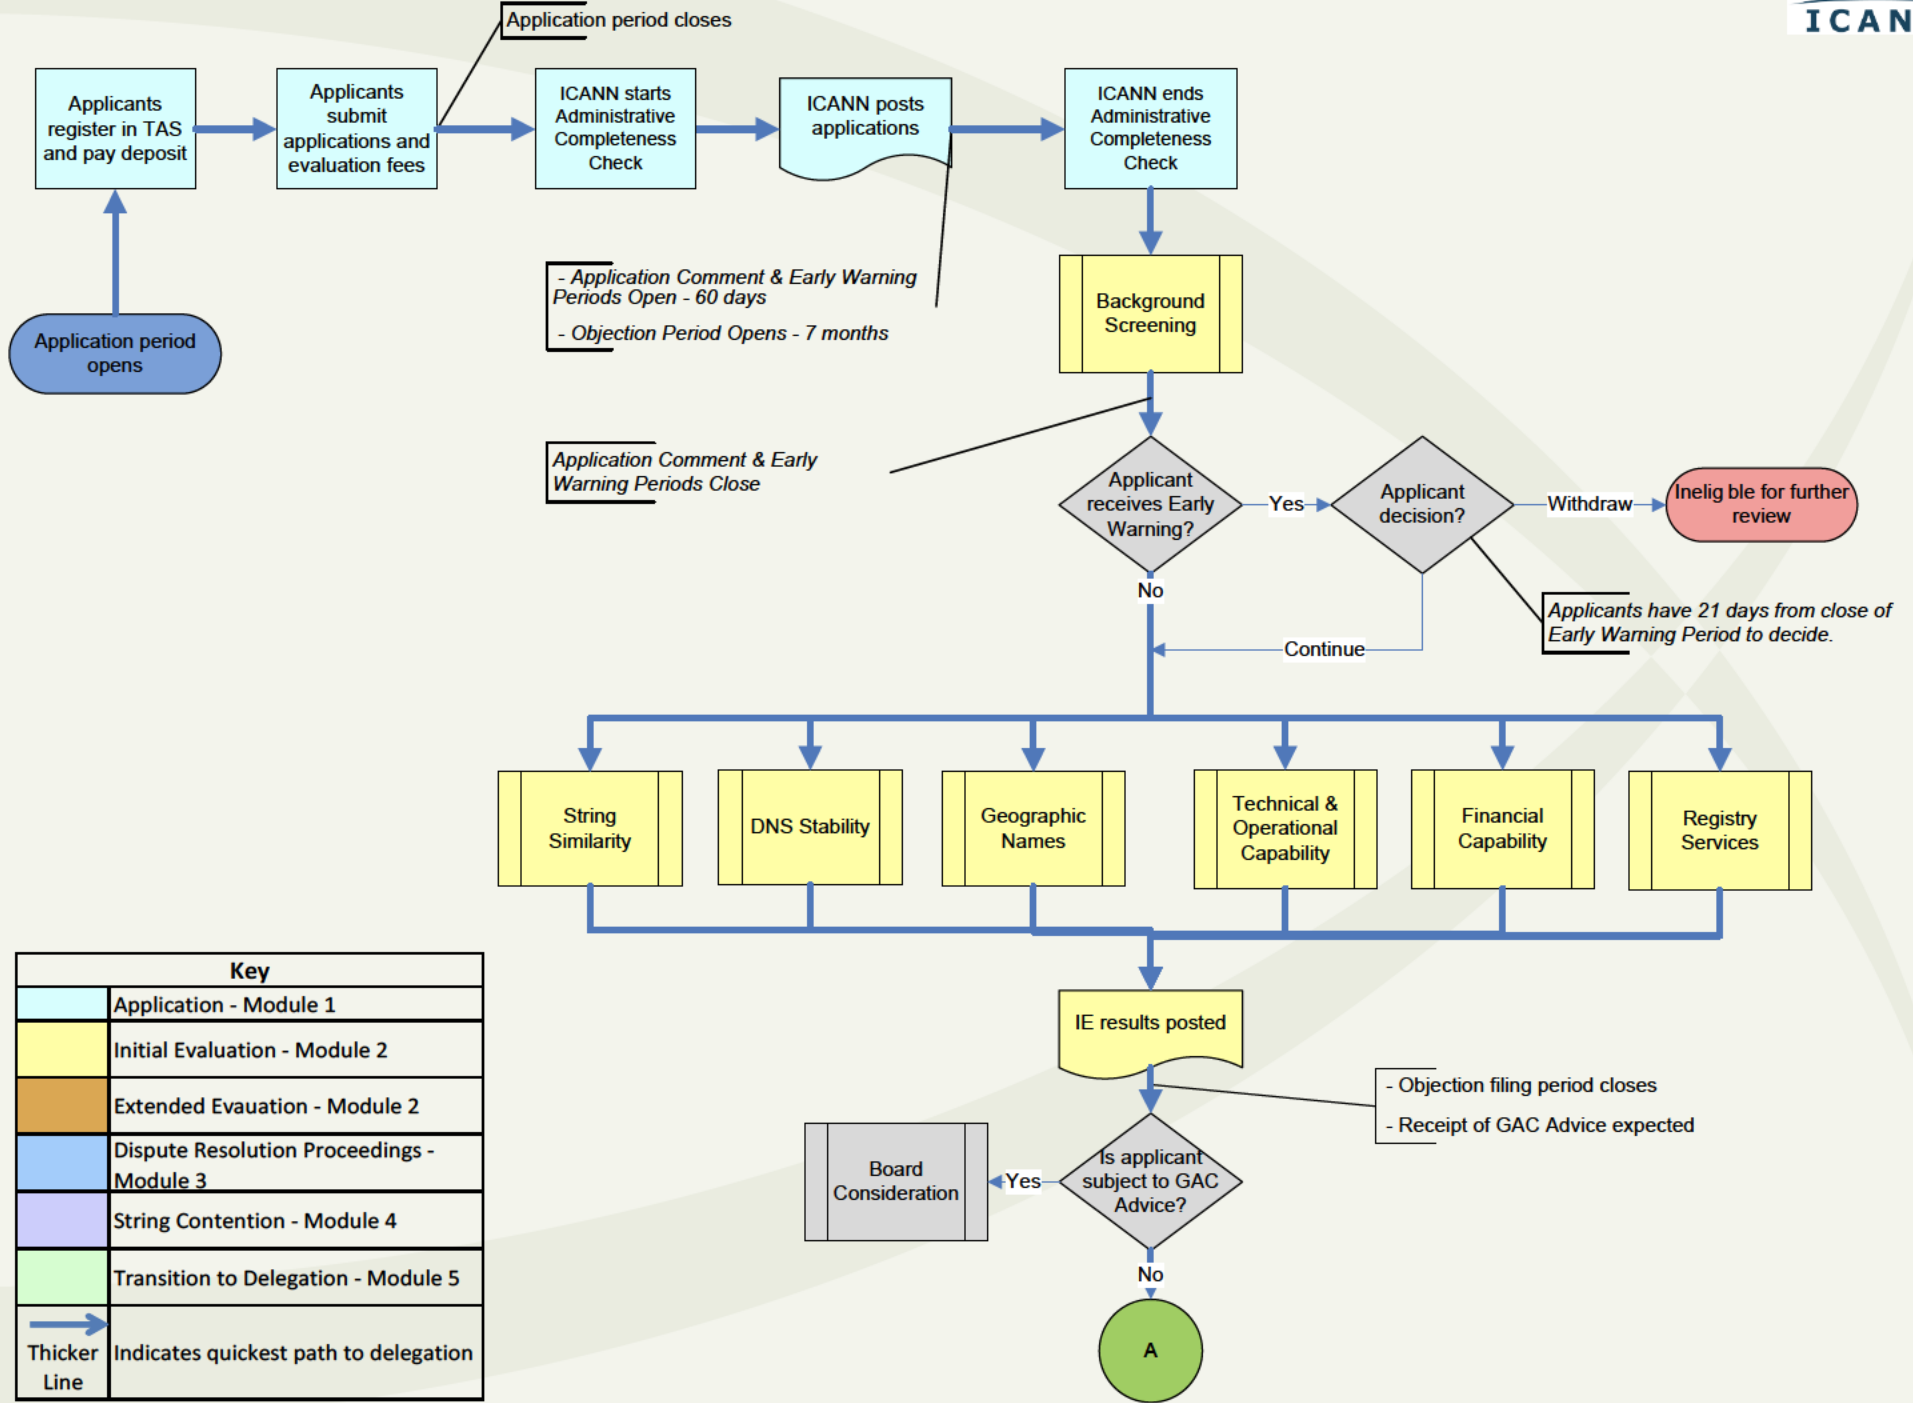 Application period closes
ICAN
Applicants
register in TAS
and pay deposit
Applicants
submit
applications and
evaluation fees
ICANN starts
Administrative
Completeness
Check
ICANN posts
applications
ICANN ends
Administrative
Completeness
Check
- Application Comment & Early Warning
Periods Open - 60 days
- Objection Period Opens - 7 months
Background
Screening
Application period
opens
Application Comment & Early
Warning Periods Close
Applicant
receives Early
Warning?
Yes
Applicant
decision?
Withdraw
Inelig ble for further
review
No
Continue
Applicants have 21 days from close of
Early Warning Period to decide.
String
Similarity
DNS Stability
Geographic
Names
Technical &
Operational
Capability
Financial
Capability
Registry
Services
IE results posted
- Objection filing period closes
- Receipt of GAC Advice expected
Is applicant
subject to GAC
Advice?
Yes
Board
Consideration
No
A
Key
Application - Module 1
Initial Evaluation - Module 2
Extended Evauation - Module 2
Dispute Resolution Proceedings -
Module 3
String Contention - Module 4
Transition to Delegation - Module 5
Thicker
Line
Indicates quickest path to delegation